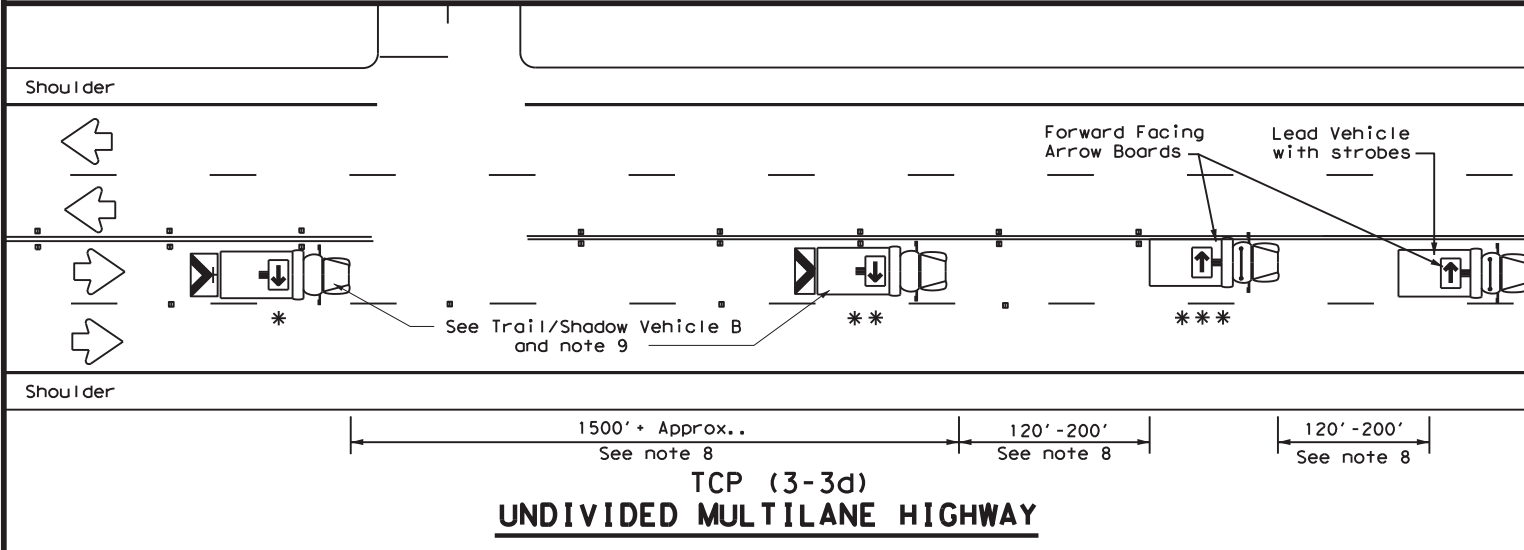 Shoulder
Forward Facing
Arrow Boards
Lead Vehicle
with strobes
*
**
***
See Trail/Shadow Vehicle B
and note 9
Shoulder
1500'+ Approx..
See note 8
120'-200'
See note 8
120'-200'
See note 8
TCP (3-3d)
UNDIVIDED MULTILANE HIGHWAY